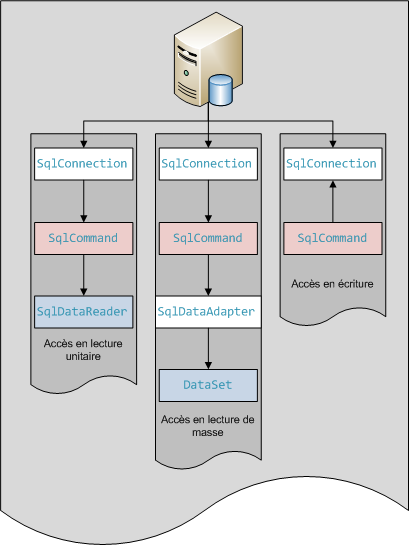 SqlConnection
SqlCommand
SqlDataReader
Accès en lecture
unitaire
SqlConnection
SqlCommand
SqlDataAdapter
DataSet
Accès en lecture de
masse
SqlConnection
SqlCommand
Accès en écriture